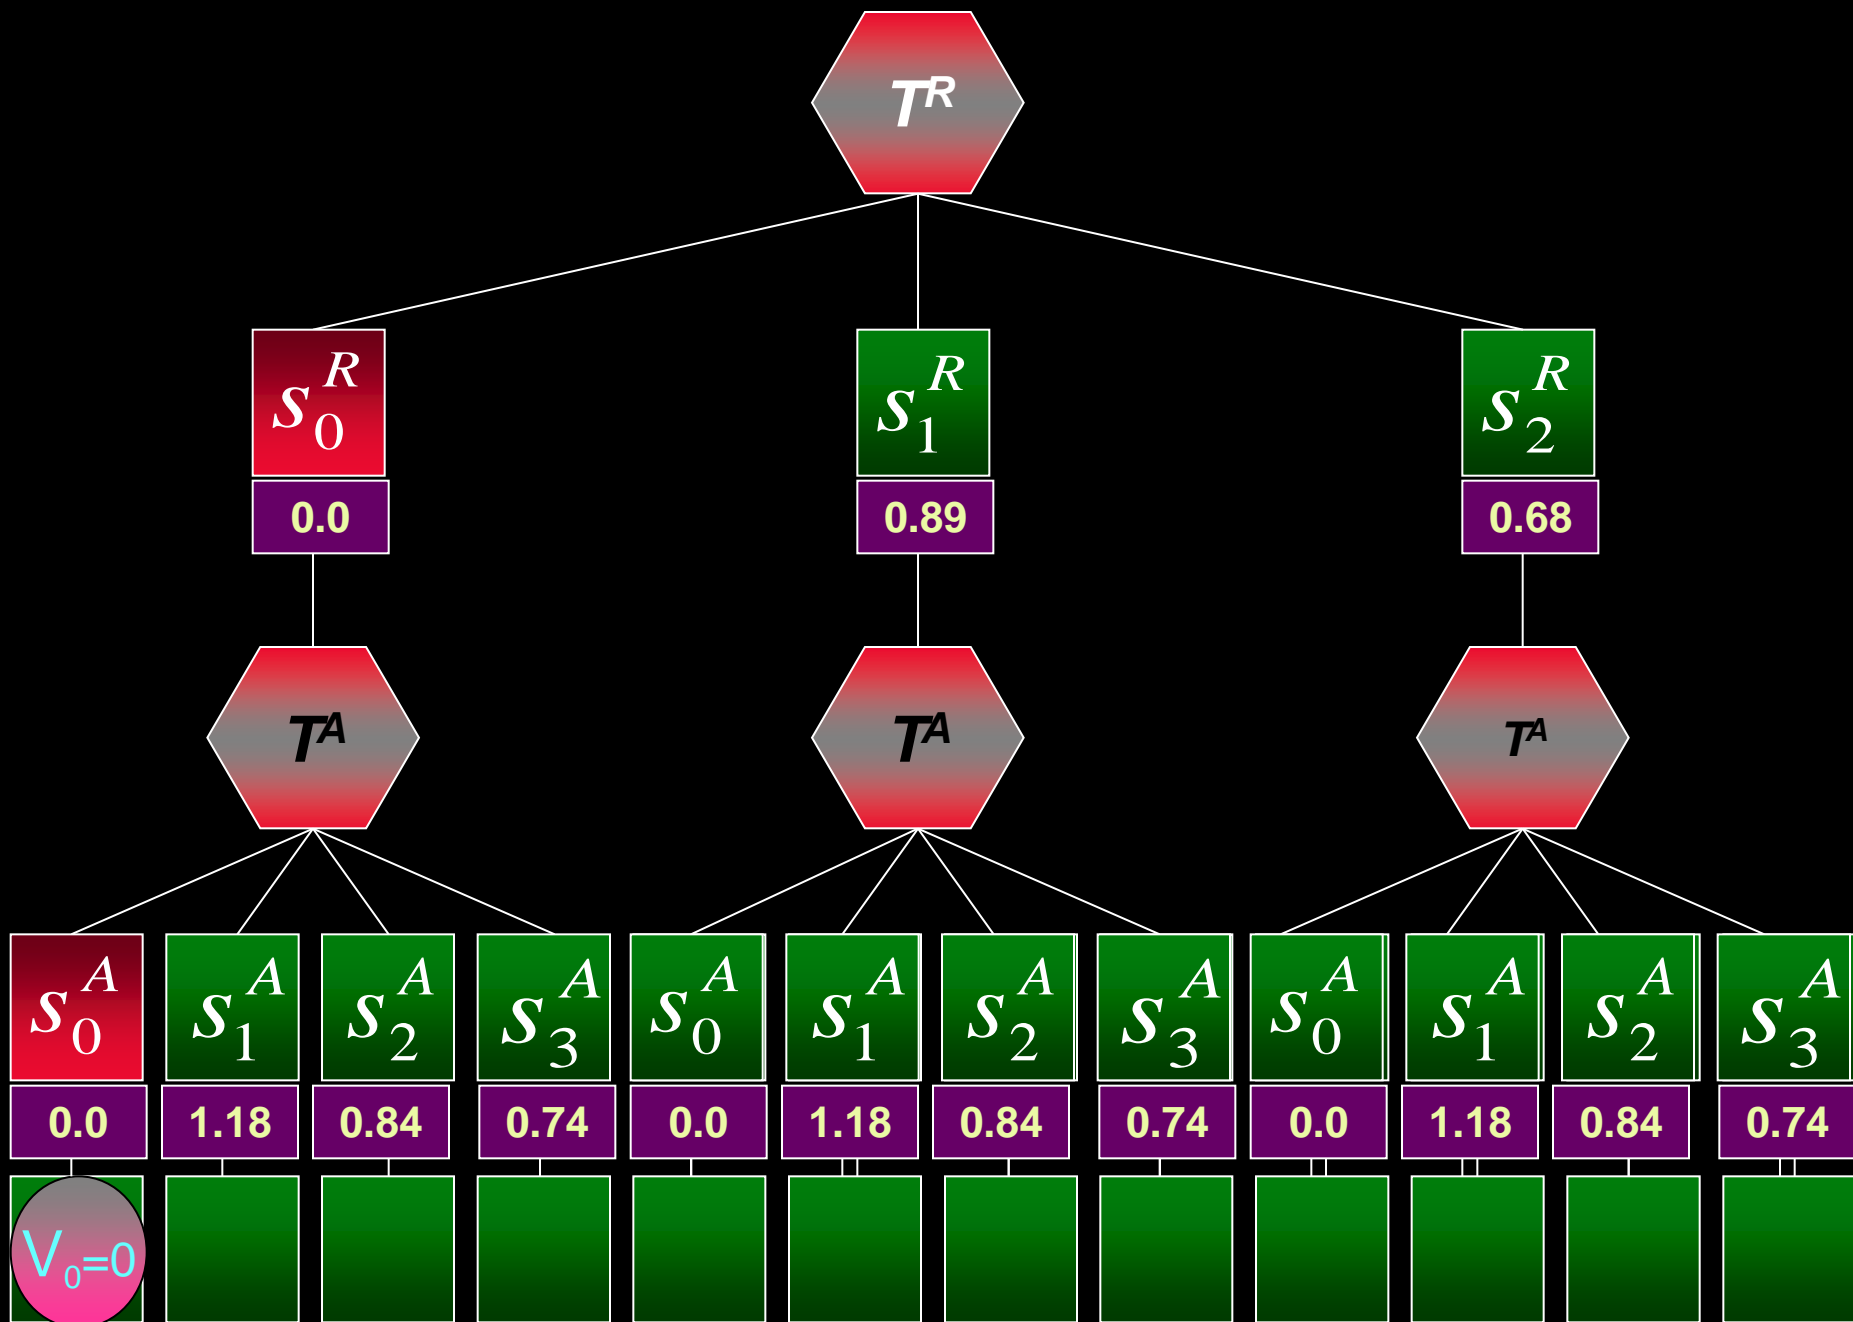 T^R
s_0^R s_1^R s_2^R
0.0 0.89 0.68
T^A T^A T^A
s_0^A s_1^A s_2^A s_3^A s_0^A s_1^A s_2^A s_3^A s_0^A s_1^A s_2^A s_3^A
0.0 1.18 0.84 0.74 0.0 1.18 0.84 0.74 0.0 1.18 0.84 0.74
V_0=0